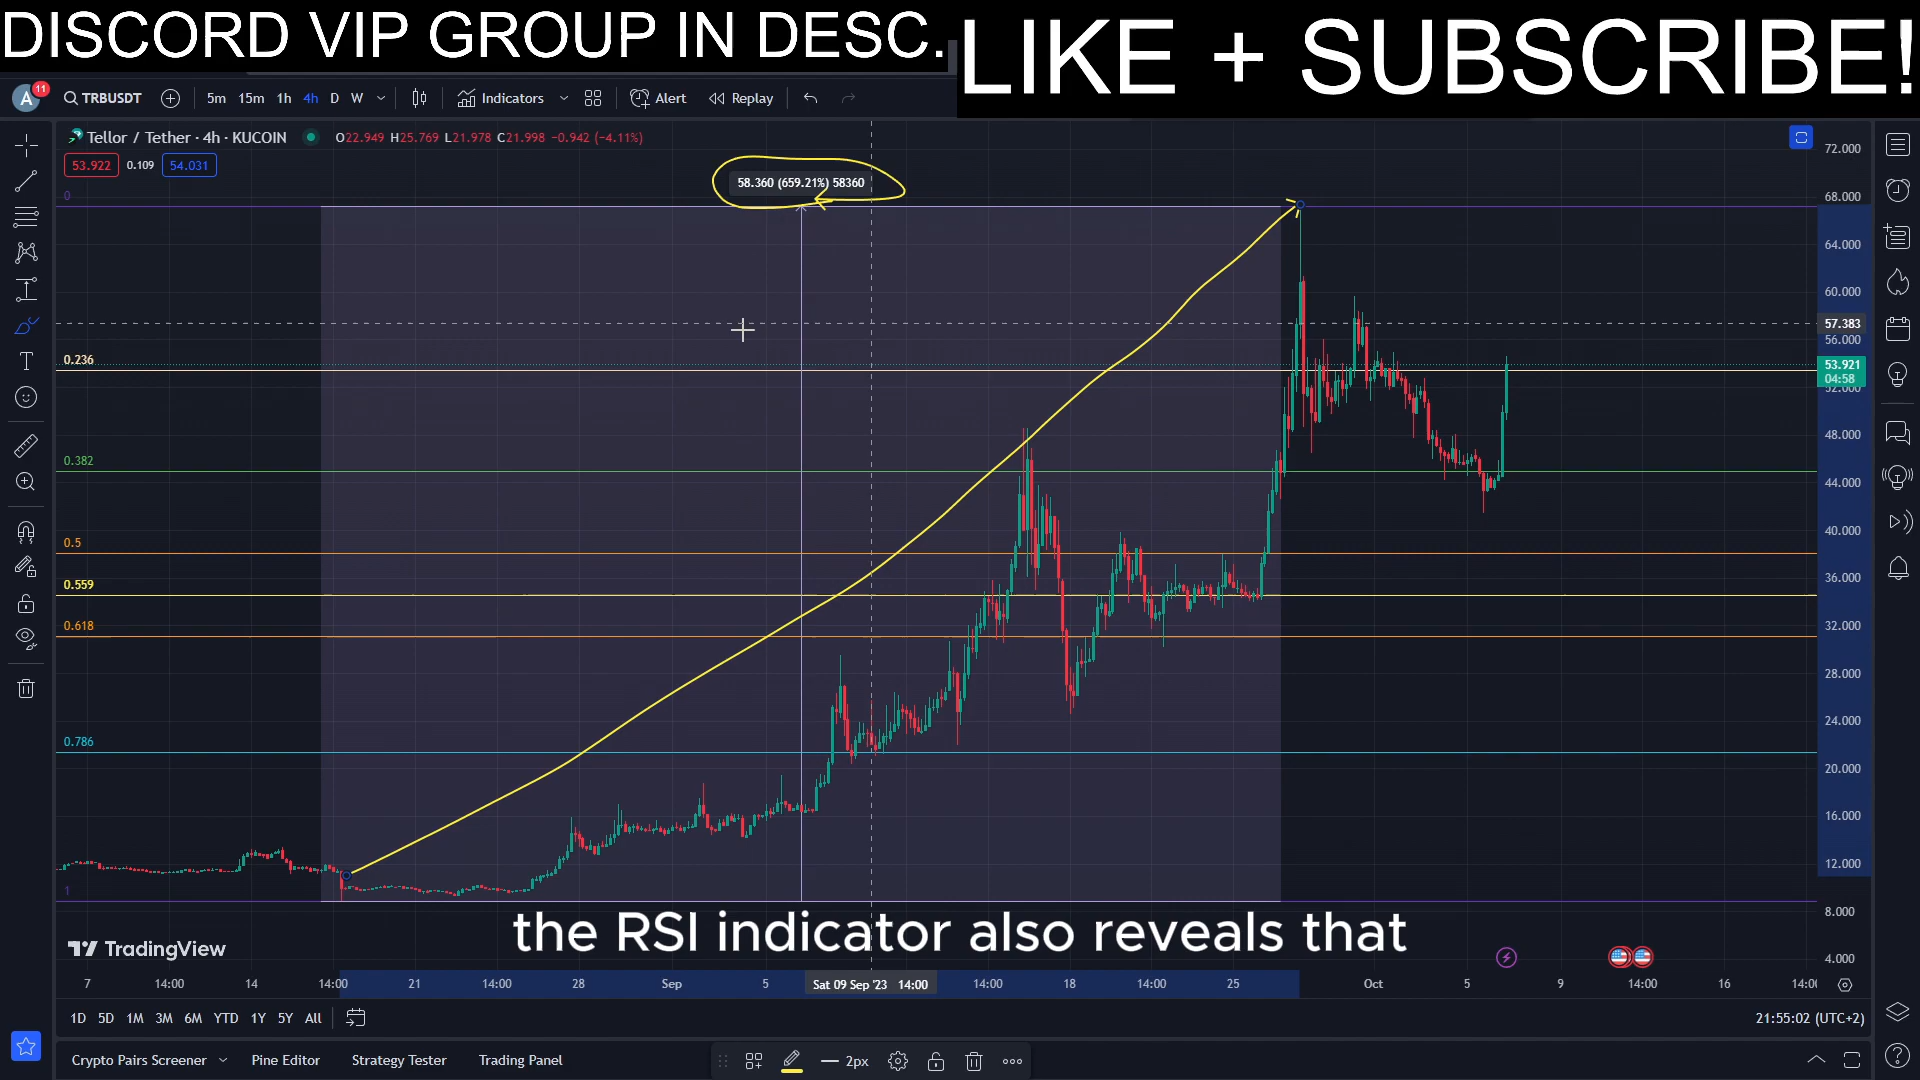 DISCORD VIP GROUP IN DESC.
LIKE + SUBSCRIBE!
A 11 TRBUSDT 5m 15m 1h 4h D W Indicators Alert Replay
Tellor / Tether · 4h · KUCOIN O22.949 H25.769 L21.978 C21.998 −0.942 (−4.11%)
53.922 0.109 54.031
58.360 (659.21%) 58360
0
0.236
0.382
0.5
0.559
0.618
0.786
1
72.000
68.000
64.000
60.000
57.383
56.000
53.921
04:58
52.000
48.000
44.000
40.000
36.000
32.000
28.000
24.000
20.000
16.000
12.000
8.000
4.000
the RSI indicator also reveals that
TradingView
7 14:00 14 14:00 21 14:00 28 Sep 5 Sat 09 Sep '23 14:00 14:00 18 14:00 25 Oct 5 9 14:00 16 14:00
1D 5D 1M 3M 6M YTD 1Y 5Y All 21:55:02 (UTC+2)
Crypto Pairs Screener Pine Editor Strategy Tester Trading Panel 2px